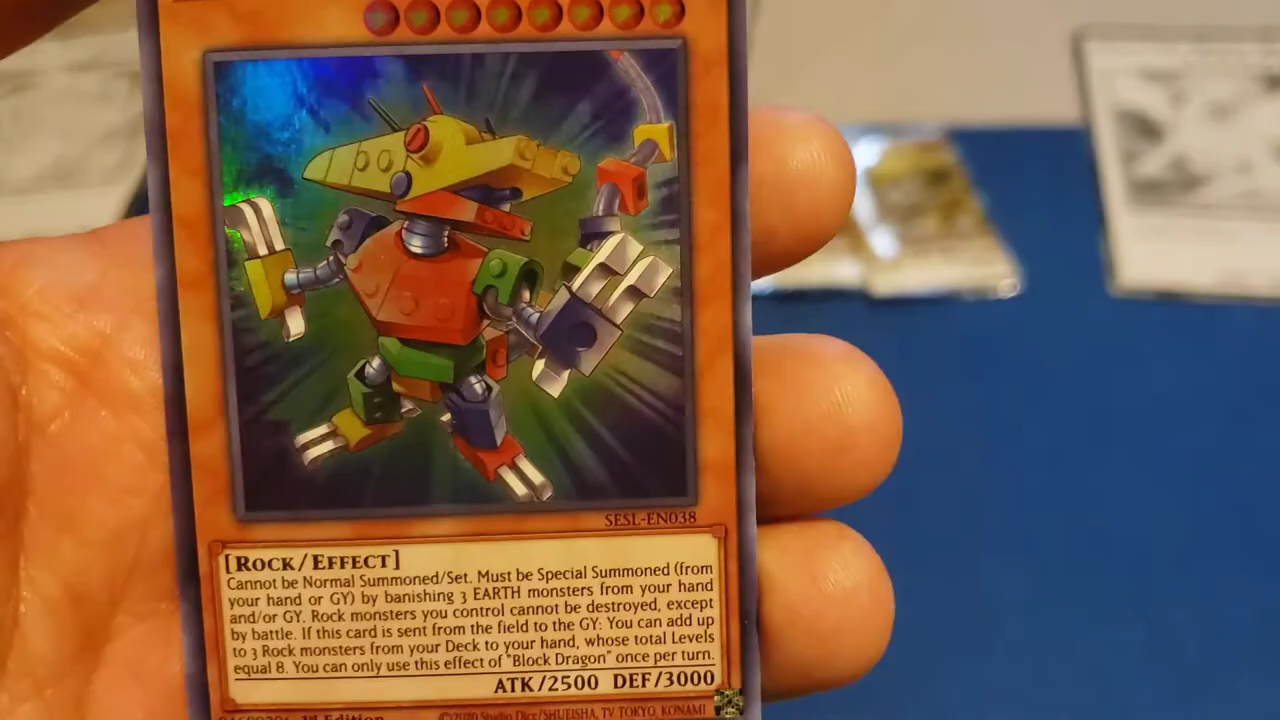 SESL-EN038
[ROCK/EFFECT]
Cannot be Normal Summoned/Set. Must be Special Summoned (from
your hand or GY) by banishing 3 EARTH monsters from your hand
and/or GY. Rock monsters you control cannot be destroyed, except
by battle. If this card is sent from the field to the GY: You can add up
to 3 Rock monsters from your Deck to your hand, whose total Levels
equal 8. You can only use this effect of "Block Dragon" once per turn.
ATK/2500 DEF/3000
1st Edition
©2020 Studio Dice/SHUEISHA, TV TOKYO, KONAMI